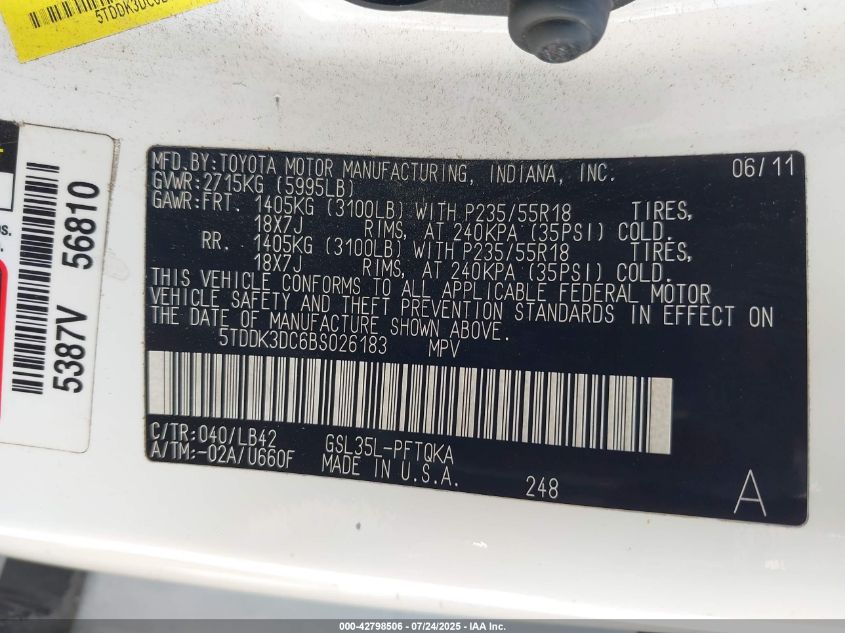 MFD.BY:TOYOTA MOTOR MANUFACTURING, INDIANA, INC. 06/11
GVWR:2715KG (5995LB)
GAWR:FRT. 1405KG (3100LB) WITH P235/55R18 TIRES,
18X7J RIMS, AT 240KPA (35PSI) COLD.
RR. 1405KG (3100LB) WITH P235/55R18 TIRES,
18X7J RIMS, AT 240KPA (35PSI) COLD.
THIS VEHICLE CONFORMS TO ALL APPLICABLE FEDERAL MOTOR
VEHICLE SAFETY AND THEFT PREVENTION STANDARDS IN EFFECT ON
THE DATE OF MANUFACTURE SHOWN ABOVE.
5TDDK3DC6BS026183 MPV
C/TR:040/LB42 GSL35L-PFTQKA
A/TM:-02A/U660F MADE IN U.S.A. 248 A
5387V 56810
000-42798506 - 07/24/2025 - IAA Inc.